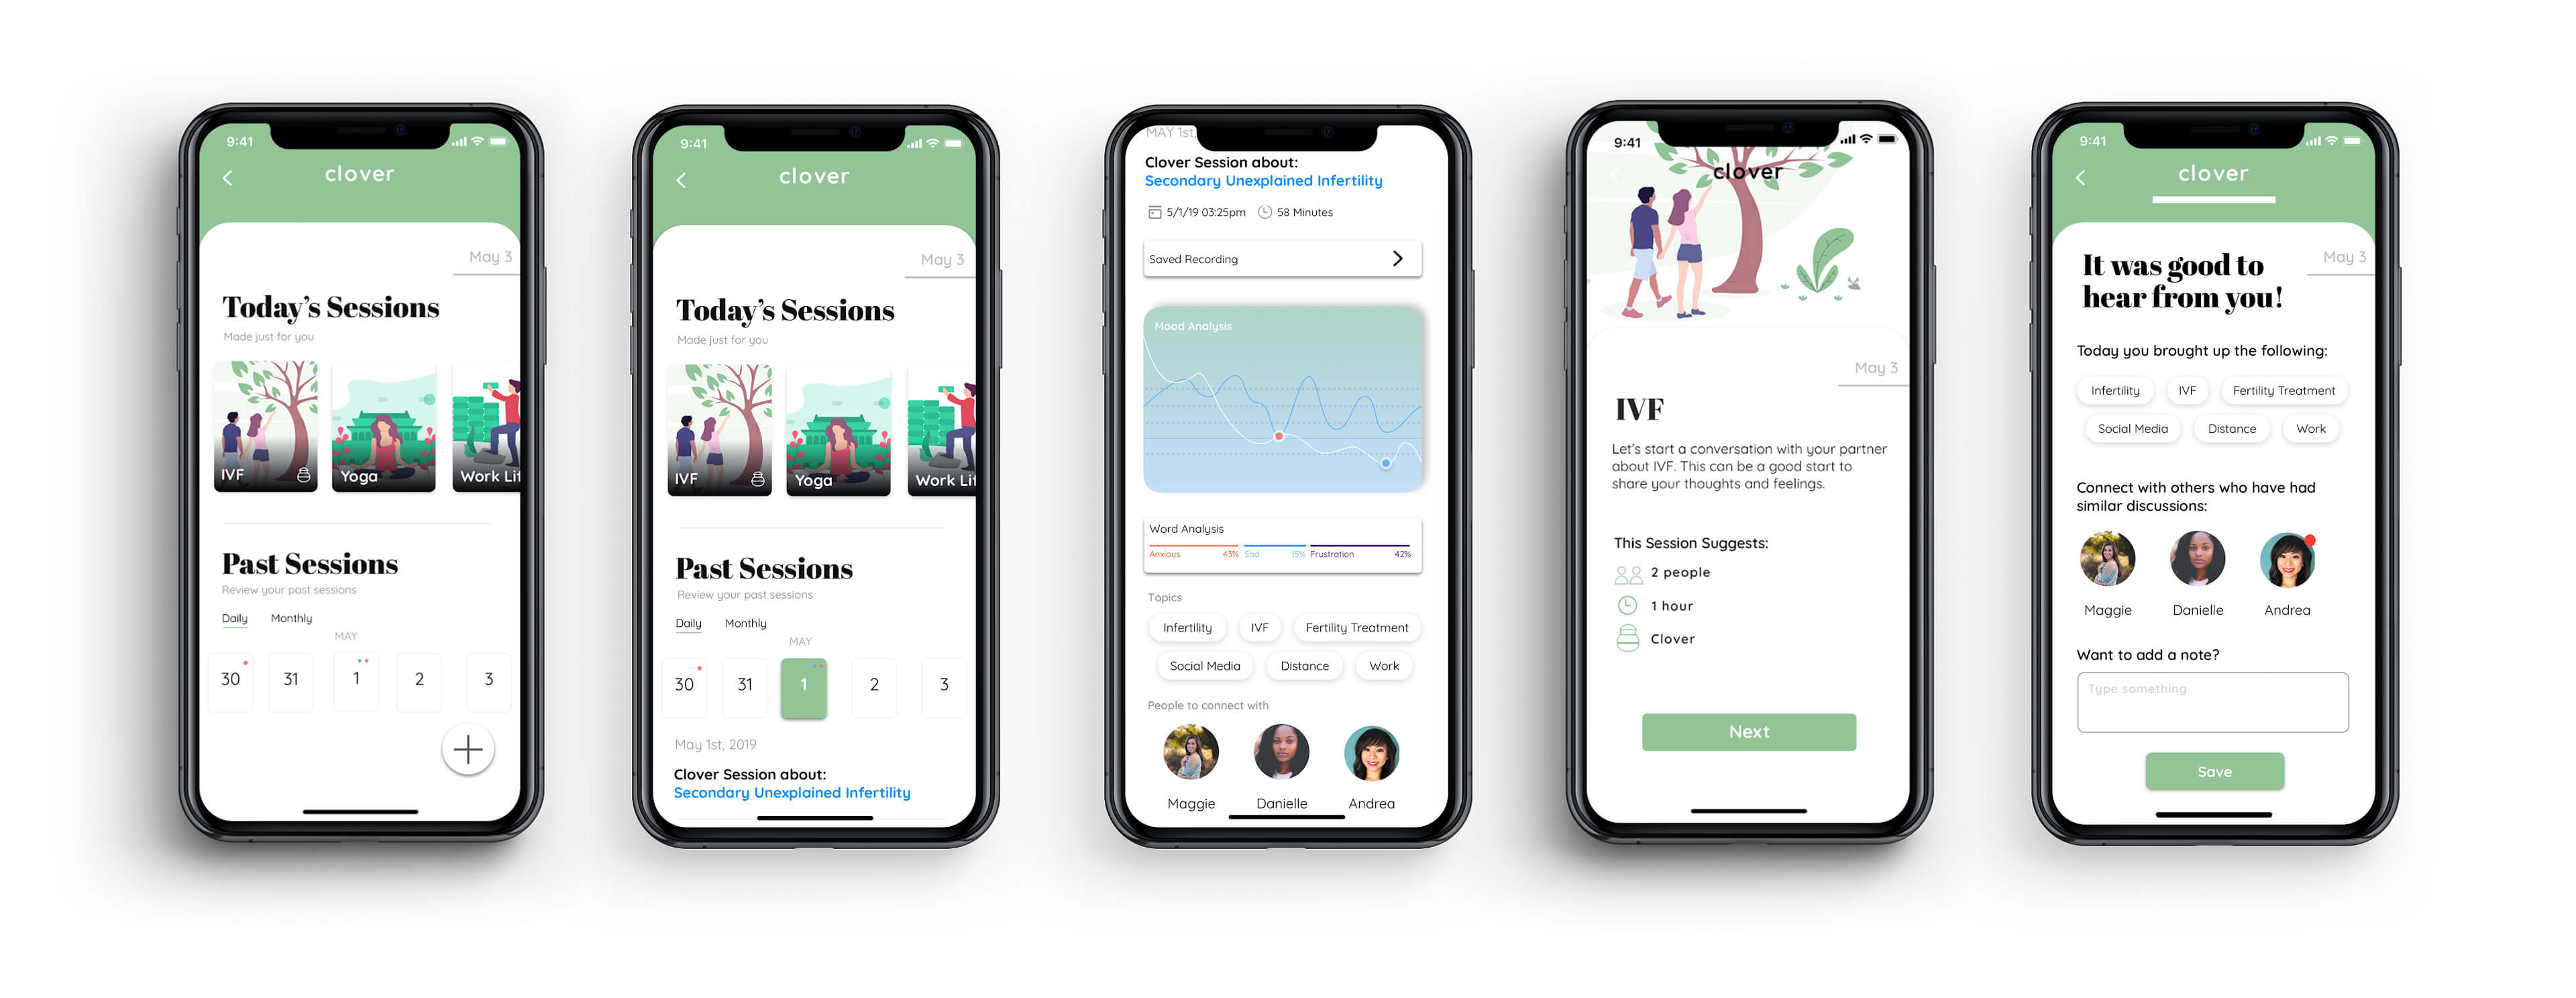 9:41
clover
May 3
Today's Sessions
Made just for you
IVF
Yoga
Work Lif
Past Sessions
Review your past sessions
Daily Monthly
MAY
30 31 1 2 3
9:41
clover
May 3
Today's Sessions
Made just for you
IVF
Yoga
Work Lif
Past Sessions
Review your past sessions
Daily Monthly
MAY
30 31 1 2 3
May 1st, 2019
Clover Session about:
Secondary Unexplained Infertility
MAY 1st,
Clover Session about:
Secondary Unexplained Infertility
5/1/19 03:25pm 58 Minutes
Saved Recording
Mood Analysis
Word Analysis
Anxious 43% Sad 15% Frustration 42%
Topics
Infertility IVF Fertility Treatment
Social Media Distance Work
People to connect with
Maggie Danielle Andrea
9:41
clover
May 3
IVF
Let's start a conversation with your partner
about IVF. This can be a good start to
share your thoughts and feelings.
This Session Suggests:
2 people
1 hour
Clover
Next
9:41
clover
May 3
It was good to
hear from you!
Today you brought up the following:
Infertility IVF Fertility Treatment
Social Media Distance Work
Connect with others who have had
similar discussions:
Maggie Danielle Andrea
Want to add a note?
Type something
Save